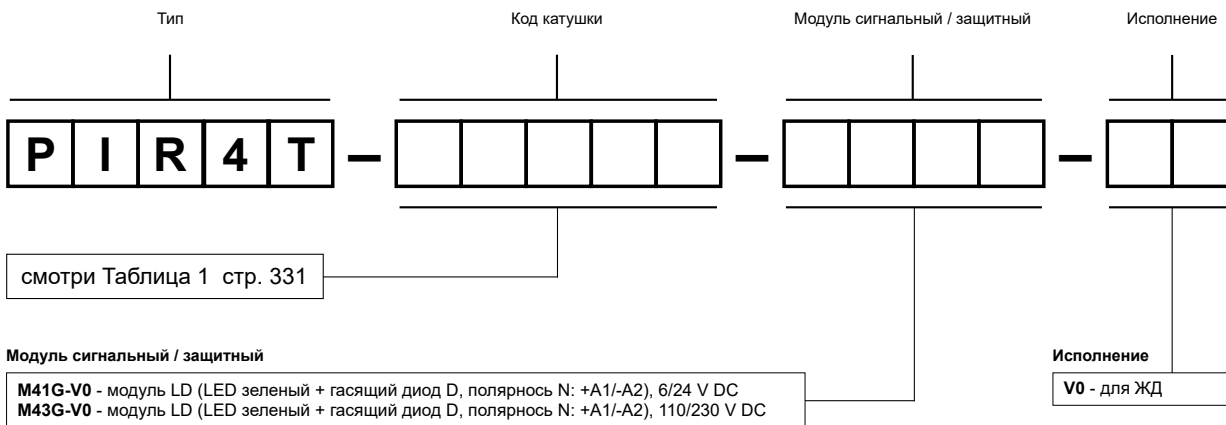 Тип
Код катушки
Модуль сигнальный / защитный
Исполнение
P I R 4 T – – –
смотри Таблица 1 стр. 331
Модуль сигнальный / защитный
M41G-V0 - модуль LD (LED зеленый + гасящий диод D, полярнось N: +A1/-A2), 6/24 V DC
M43G-V0 - модуль LD (LED зеленый + гасящий диод D, полярнось N: +A1/-A2), 110/230 V DC
Исполнение
V0 - для ЖД